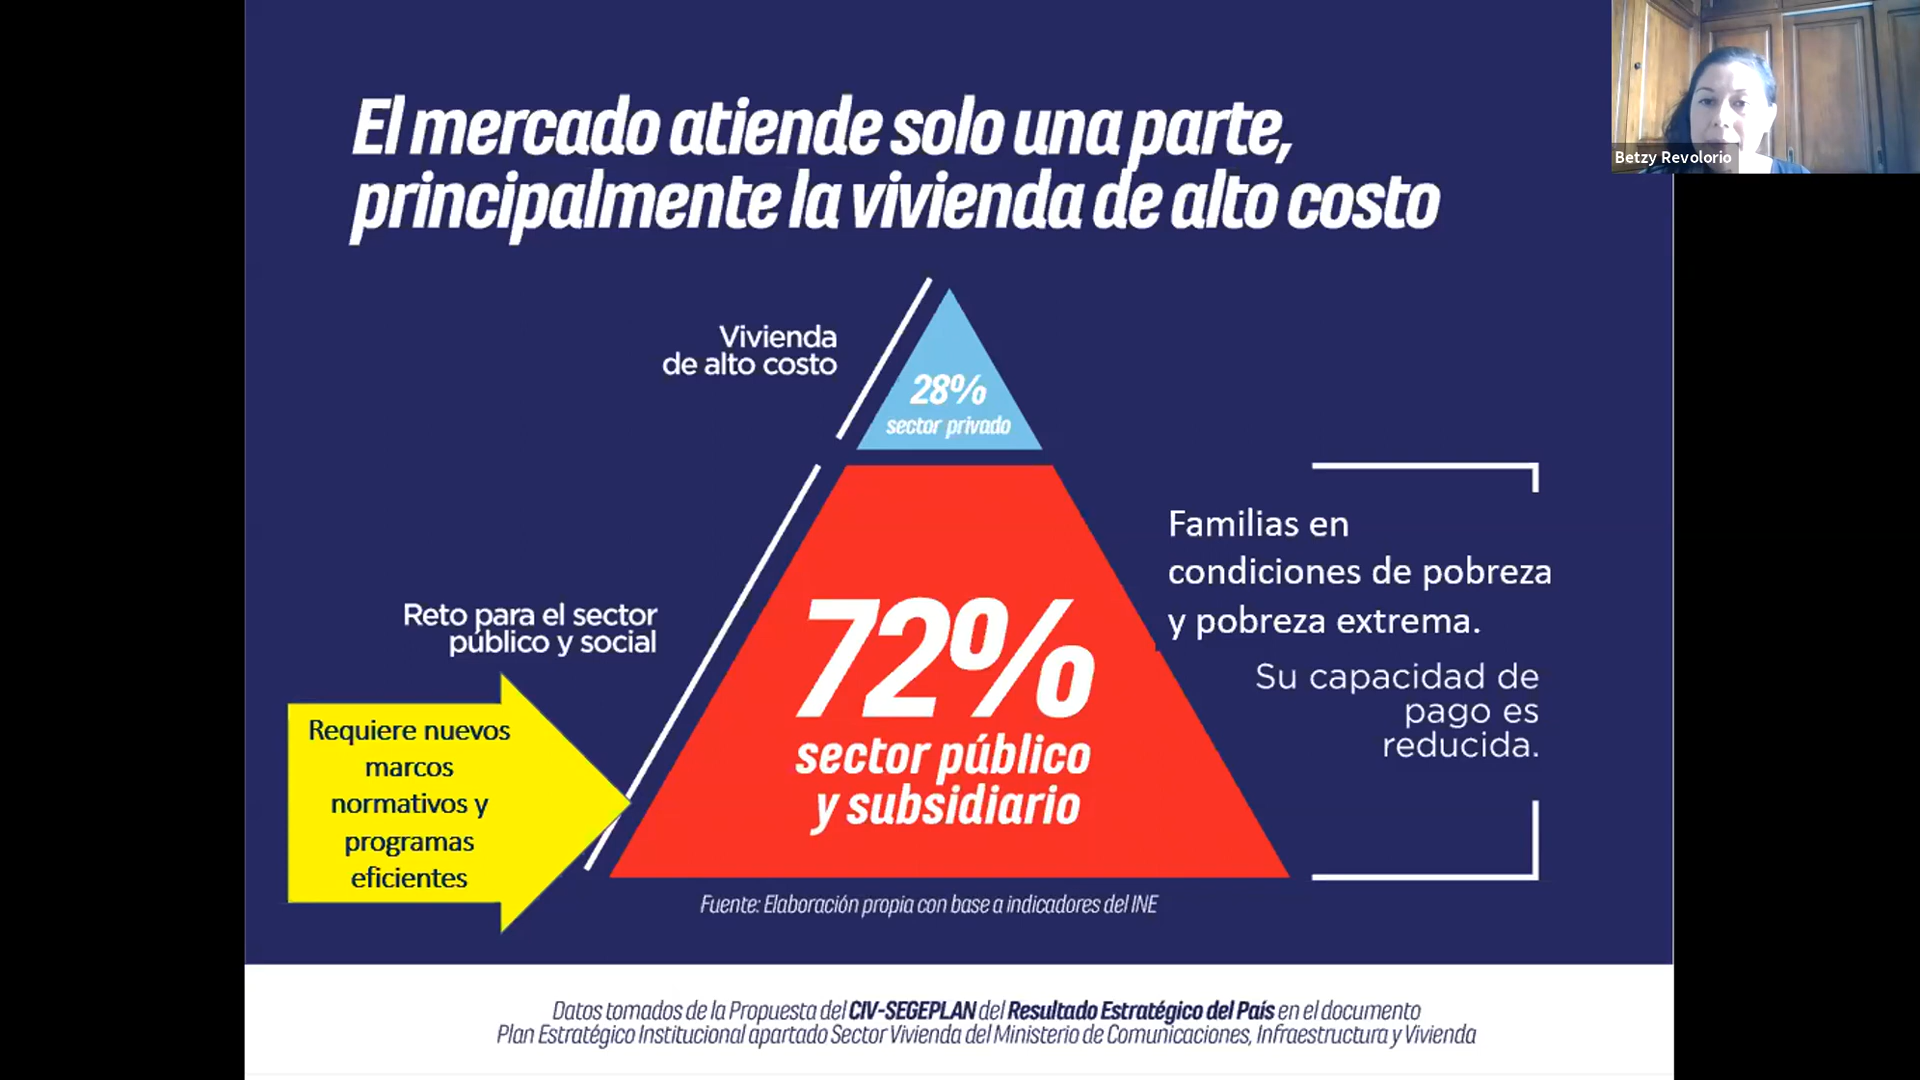 El mercado atiende solo una parte,
principalmente la vivienda de alto costo
Betzy Revolorio
Vivienda
de alto costo
28%
sector privado
Reto para el sector
público y social
72%
sector público
y subsidiario
Familias en
condiciones de pobreza
y pobreza extrema.
Su capacidad de
pago es
reducida.
Requiere nuevos
marcos
normativos y
programas
eficientes
Fuente: Elaboración propia con base a indicadores del INE
Datos tomados de la Propuesta del CIV-SEGEPLAN del Resultado Estratégico del País en el documento
Plan Estratégico Institucional apartado Sector Vivienda del Ministerio de Comunicaciones, Infraestructura y Vivienda